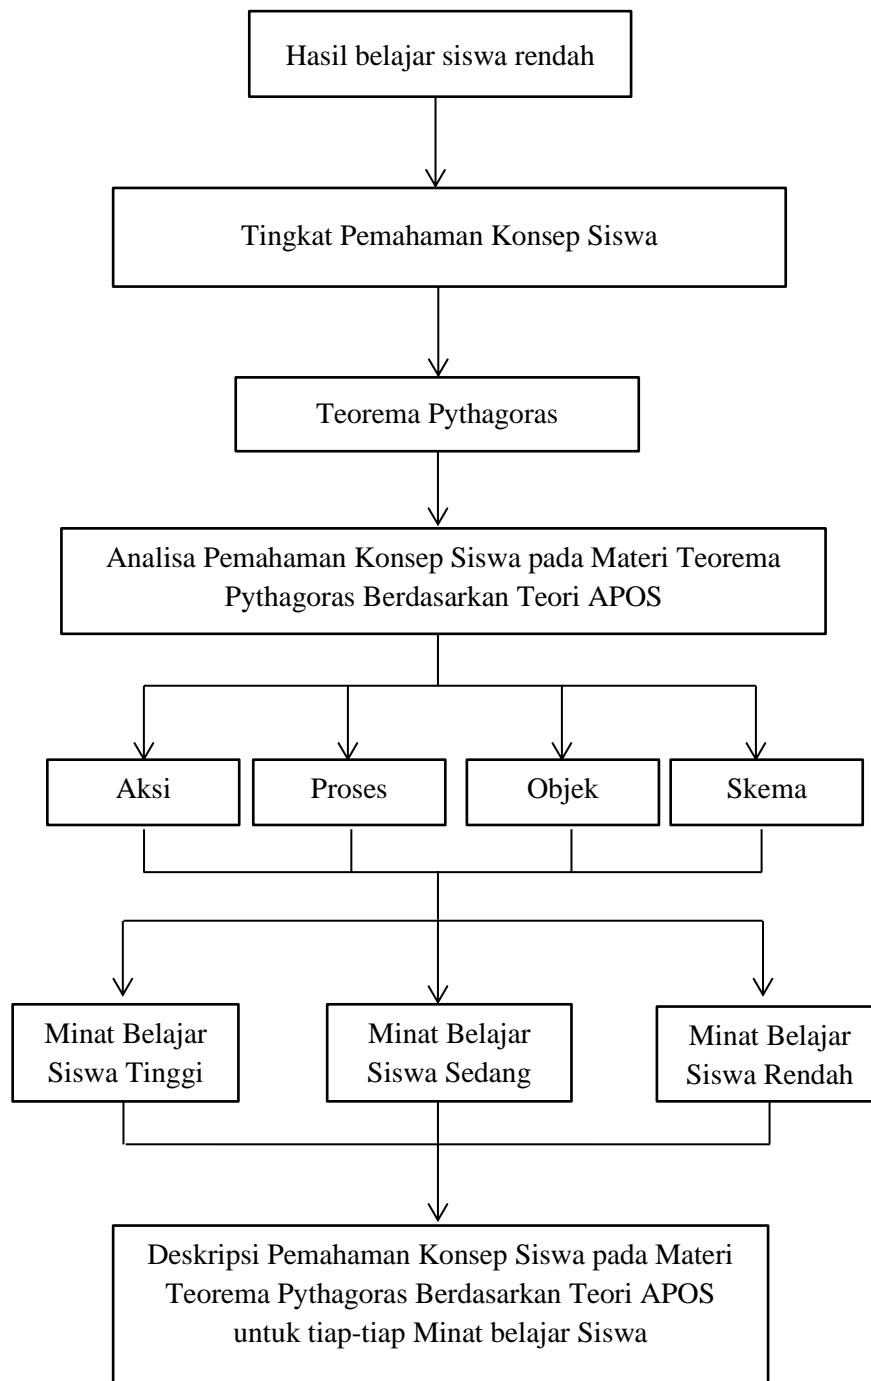 Hasil belajar siswa rendah
Tingkat Pemahaman Konsep Siswa
Teorema Pythagoras
Analisa Pemahaman Konsep Siswa pada Materi Teorema
Pythagoras Berdasarkan Teori APOS
Aksi
Proses
Objek
Skema
Minat Belajar
Siswa Tinggi
Minat Belajar
Siswa Sedang
Minat Belajar
Siswa Rendah
Deskripsi Pemahaman Konsep Siswa pada Materi
Teorema Pythagoras Berdasarkan Teori APOS
untuk tiap-tiap Minat belajar Siswa